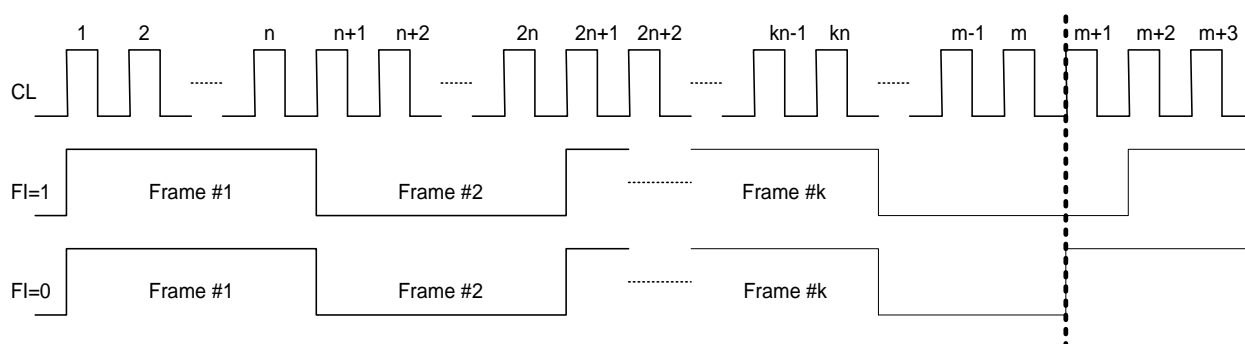 1 2 n n+1 n+2 2n 2n+1 2n+2 kn-1 kn m-1 m m+1 m+2 m+3
CL
FI=1 Frame #1 Frame #2 Frame #k
FI=0 Frame #1 Frame #2 Frame #k